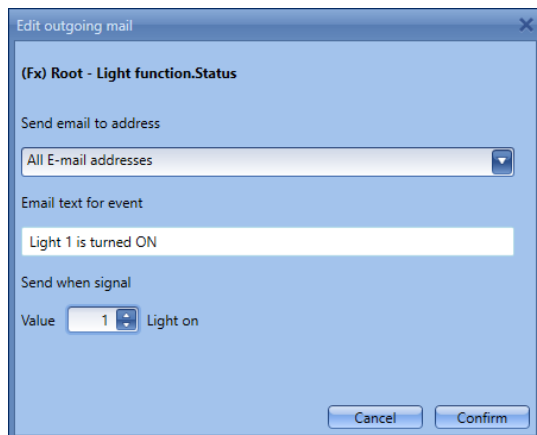 Edit outgoing mail
(Fx) Root - Light function.Status
Send email to address
All E-mail addresses
Email text for event
Light 1 is turned ON
Send when signal
Value 1 Light on
Cancel Confirm